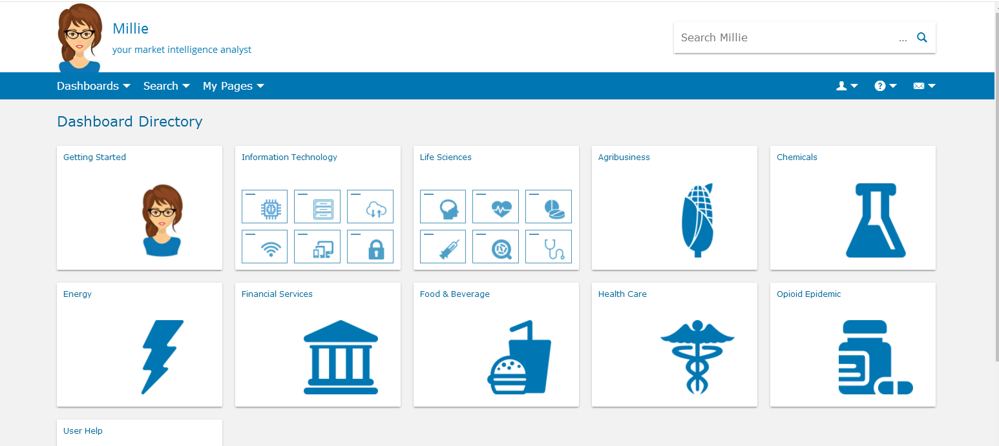 Millie
your market intelligence analyst
Search Millie ...
Dashboards Search My Pages
Dashboard Directory
Getting Started
Information Technology
Life Sciences
Agribusiness
Chemicals
Energy
Financial Services
Food & Beverage
Health Care
Opioid Epidemic
User Help